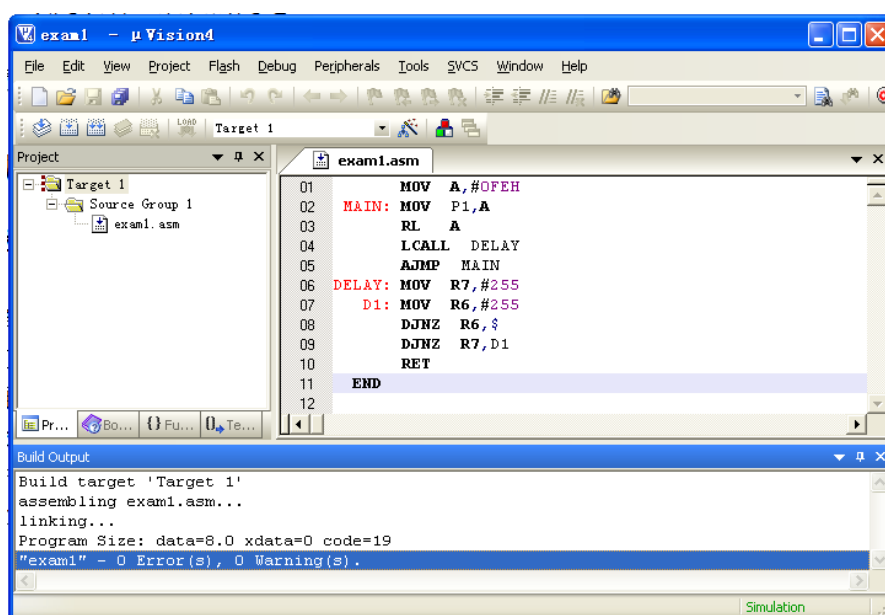 exam1 - µVision4
File Edit View Project Flash Debug Peripherals Tools SVCS Window Help
LOAD Target 1
Project
exam1.asm
Target 1
Source Group 1
exam1.asm
01 MOV A,#0FEH
02 MAIN: MOV P1,A
03 RL A
04 LCALL DELAY
05 AJMP MAIN
06 DELAY: MOV R7,#255
07 D1: MOV R6,#255
08 DJNZ R6,$
09 DJNZ R7,D1
10 RET
11 END
12
Pr... Bo... {} Fu... 0 Te...
Build Output
Build target 'Target 1'
assembling exam1.asm...
linking...
Program Size: data=8.0 xdata=0 code=19
"exam1" - 0 Error(s), 0 Warning(s).
Simulation